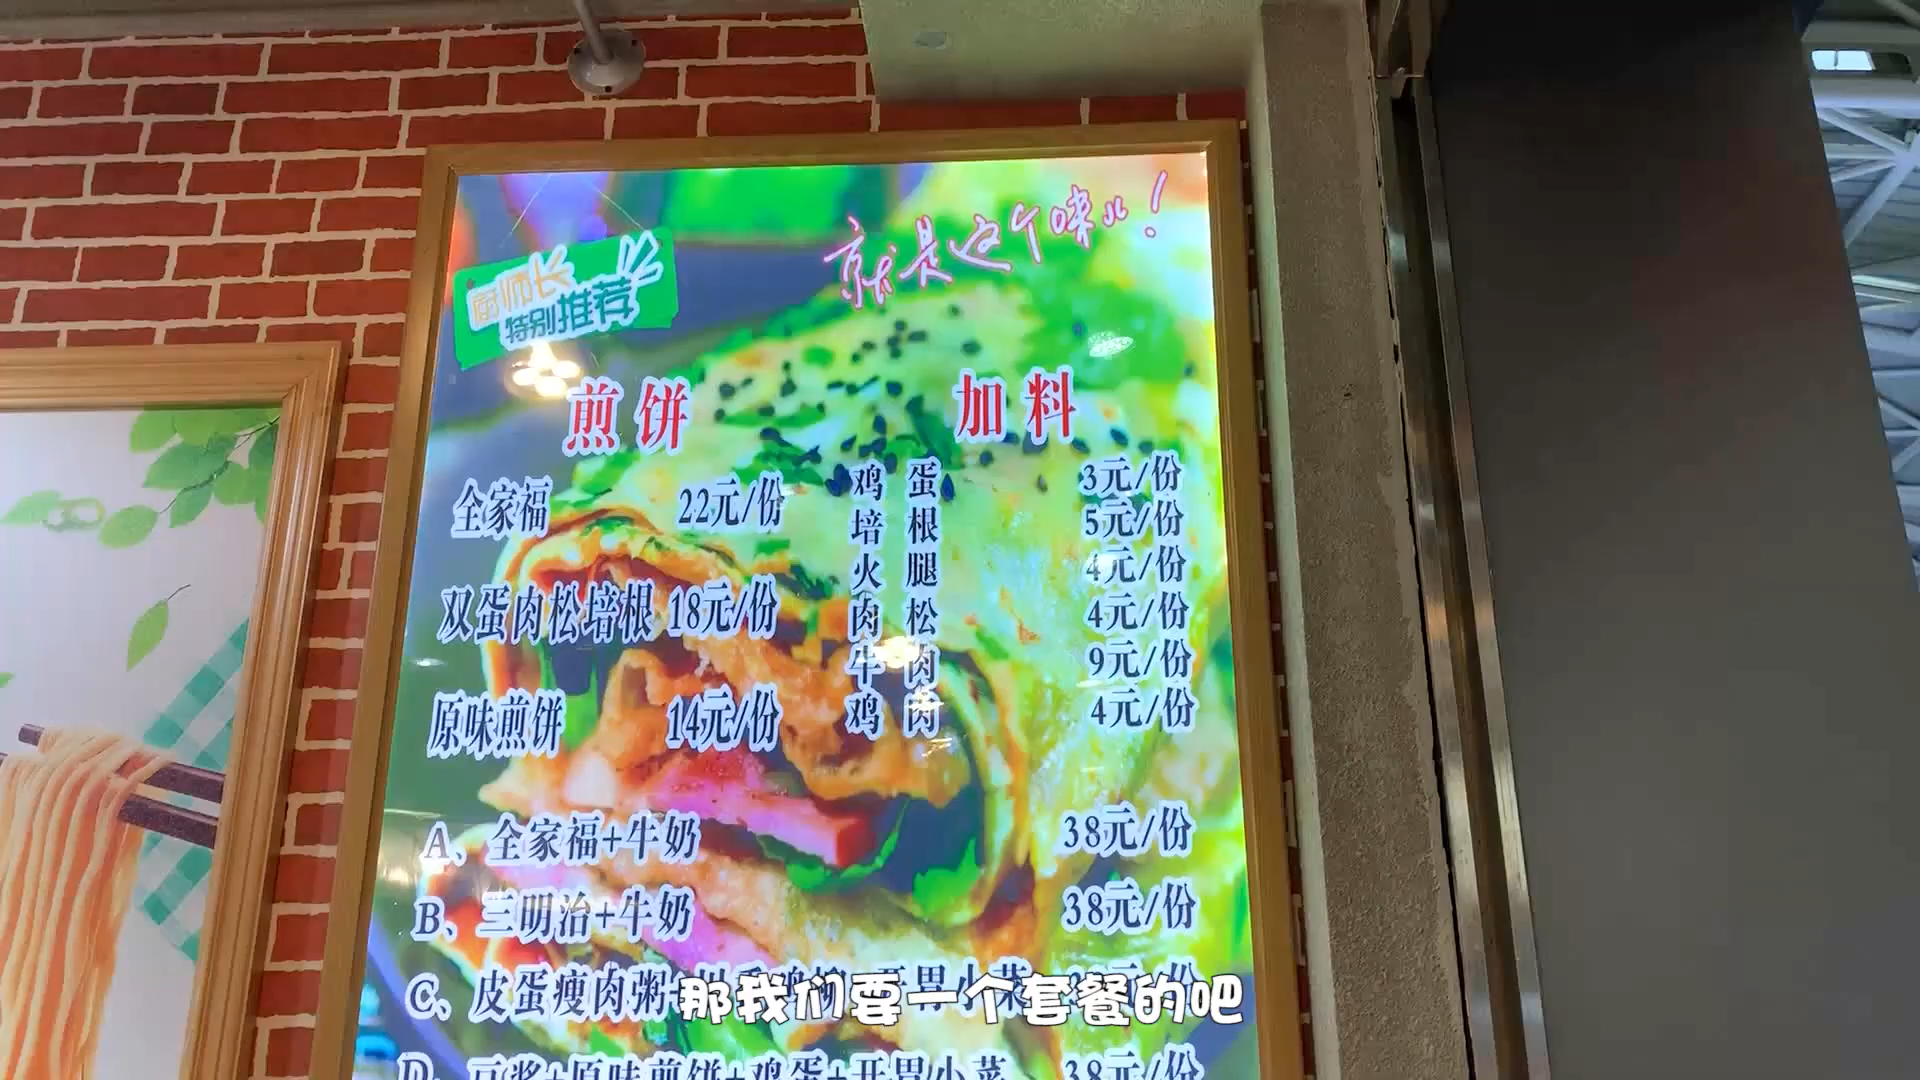 就是这个味儿!
厨师长
特别推荐
煎饼
全家福 22元/份
双蛋肉松培根 18元/份
原味煎饼 14元/份
加料
鸡蛋 3元/份
培根 5元/份
火腿 4元/份
肉松 4元/份
牛肉 9元/份
鸡肉 4元/份
A、全家福+牛奶 38元/份
B、三明治+牛奶 38元/份
C、皮蛋瘦肉粥
开胃小菜
D、豆浆+原味煎饼+鸡蛋+开胃小菜 38元/份
那我们要一个套餐的吧